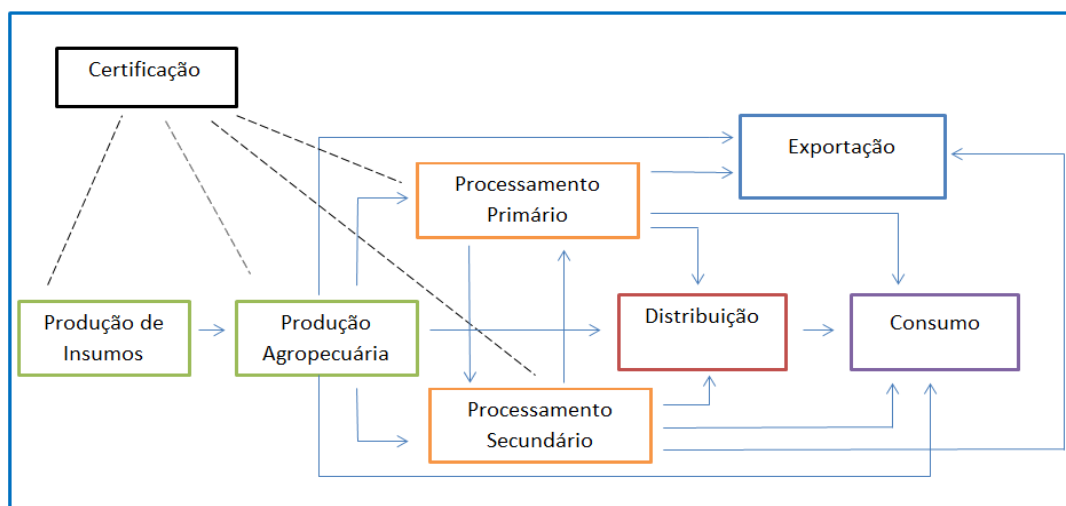 Certificação
Exportação
Processamento
Primário
Produção de
Insumos
Produção
Agropecuária
Distribuição
Consumo
Processamento
Secundário